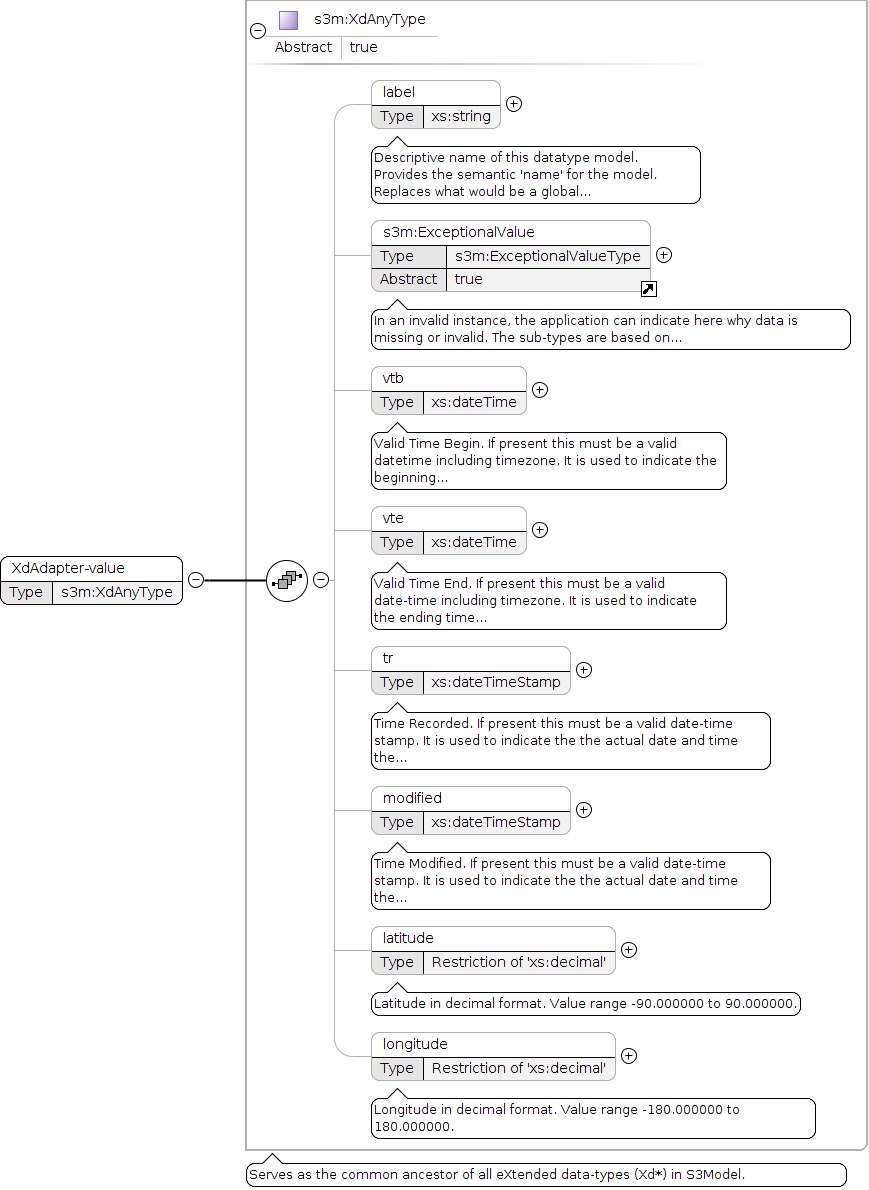 s3m:XdAnyType
Abstract true
label
Type xs:string
Descriptive name of this datatype model.
Provides the semantic 'name' for the model.
Replaces what would be a global...
s3m:ExceptionalValue
Type s3m:ExceptionalValueType
Abstract true
In an invalid instance, the application can indicate here why data is
missing or invalid. The sub-types are based on...
vtb
Type xs:dateTime
Valid Time Begin. If present this must be a valid
datetime including timezone. It is used to indicate the
beginning...
vte
Type xs:dateTime
Valid Time End. If present this must be a valid
date-time including timezone. It is used to indicate
the ending time...
XdAdapter-value
Type s3m:XdAnyType
tr
Type xs:dateTimeStamp
Time Recorded. If present this must be a valid date-time
stamp. It is used to indicate the the actual date and time
the...
modified
Type xs:dateTimeStamp
Time Modified. If present this must be a valid date-time
stamp. It is used to indicate the the actual date and time
the...
latitude
Type Restriction of 'xs:decimal'
Latitude in decimal format. Value range -90.000000 to 90.000000.
longitude
Type Restriction of 'xs:decimal'
Longitude in decimal format. Value range -180.000000 to
180.000000.
Serves as the common ancestor of all eXtended data-types (Xd*) in S3Model.